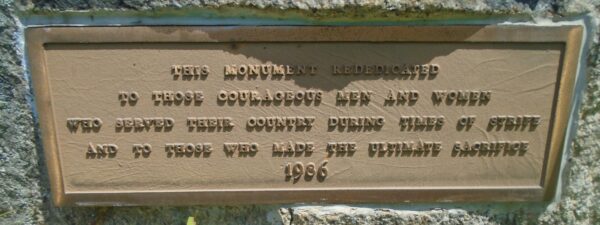 THIS MONUMENT REDEDICATED
TO THOSE COURAGEOUS MEN AND WOMEN
WHO SERVED THEIR COUNTRY DURING TIMES OF STRIFE
AND TO THOSE WHO MADE THE ULTIMATE SACRIFICE
1986